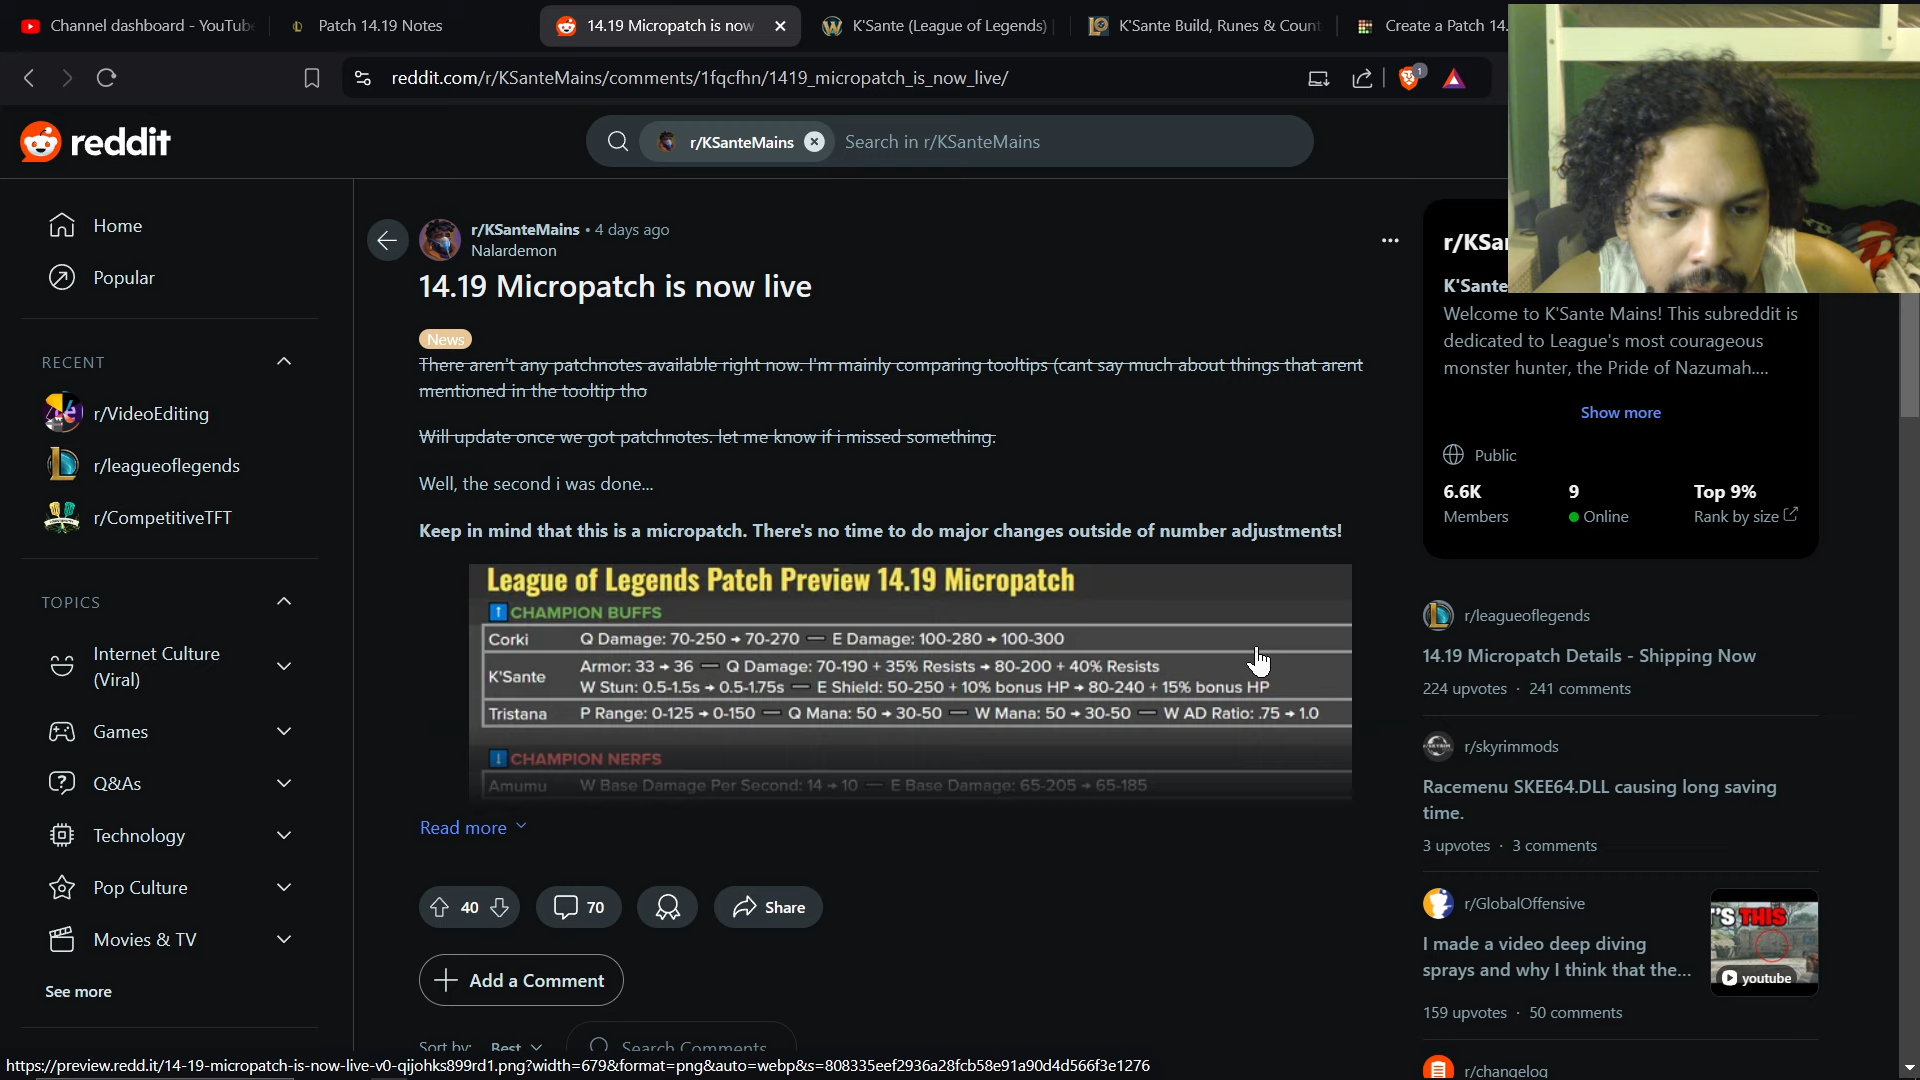 Channel dashboard - YouTub
Patch 14.19 Notes
14.19 Micropatch is now
K'Sante (League of Legends)
K'Sante Build, Runes & Count
Create a Patch 14.
reddit.com/r/KSanteMains/comments/1fqcfhn/1419_micropatch_is_now_live/
1
reddit
r/KSanteMains
Search in r/KSanteMains
Home
Popular
RECENT
r/VideoEditing
r/leagueoflegends
r/CompetitiveTFT
TOPICS
Internet Culture
(Viral)
Games
Q&As
Technology
Pop Culture
Movies & TV
See more
r/KSanteMains • 4 days ago
Nalardemon
14.19 Micropatch is now live
News
There aren't any patchnotes available right now. I'm mainly comparing tooltips (cant say much about things that arent
mentioned in the tooltip tho
Will update once we got patchnotes. let me know if i missed something.
Well, the second i was done...
Keep in mind that this is a micropatch. There's no time to do major changes outside of number adjustments!
League of Legends Patch Preview 14.19 Micropatch
CHAMPION BUFFS
Corki Q Damage: 70-250 → 70-270 — E Damage: 100-280 → 100-300
K'Sante Armor: 33 → 36 — Q Damage: 70-190 + 35% Resists → 80-200 + 40% Resists
W Stun: 0.5-1.5s → 0.5-1.75s — E Shield: 50-250 + 10% bonus HP → 80-240 + 15% bonus HP
Tristana P Range: 0-125 → 0-150 — Q Mana: 50 → 30-50 — W Mana: 50 → 30-50 — W AD Ratio: .75 → 1.0
CHAMPION NERFS
Amumu W Base Damage Per Second: 14 → 10 — E Base Damage: 65-205 → 65-185
Read more
40
70
Share
Add a Comment
Sort by: Best
Search Comments
r/KSa
K'Sante
Welcome to K'Sante Mains! This subreddit is
dedicated to League's most courageous
monster hunter, the Pride of Nazumah....
Show more
Public
6.6K 9 Top 9%
Members Online Rank by size
r/leagueoflegends
14.19 Micropatch Details - Shipping Now
224 upvotes · 241 comments
r/skyrimmods
Racemenu SKEE64.DLL causing long saving
time.
3 upvotes · 3 comments
r/GlobalOffensive
I made a video deep diving
sprays and why I think that the...
'S THIS
youtube
159 upvotes · 50 comments
r/changelog
https://preview.redd.it/14-19-micropatch-is-now-live-v0-qijohks899rd1.png?width=679&format=png&auto=webp&s=808335eef2936a28fcb58e91a90d4d566f3e1276